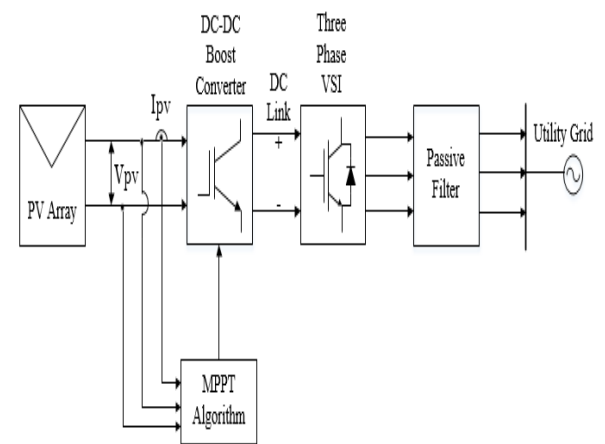 DC-DC
Boost
Converter
Three
Phase
VSI
DC
Link
+
-
Ipv
Vpv
PV Array
Passive
Filter
Utility Grid
MPPT
Algorithm